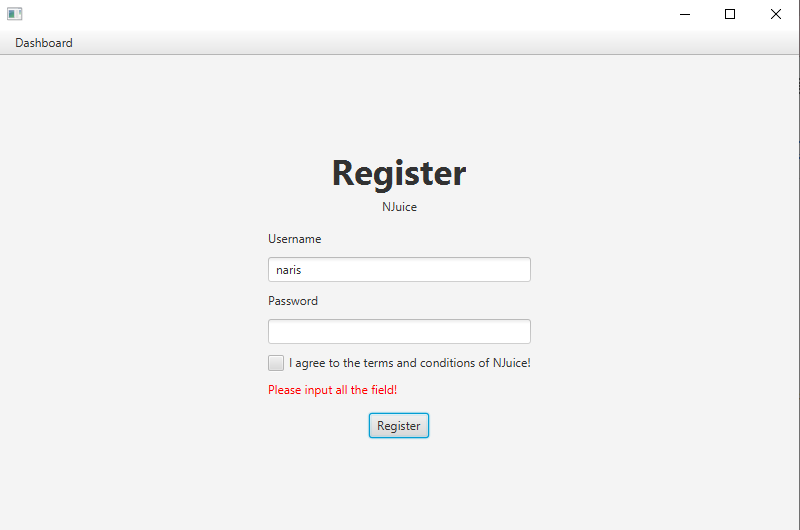 Dashboard
Register
NJuice
Username
naris
Password
I agree to the terms and conditions of NJuice!
Please input all the field!
Register